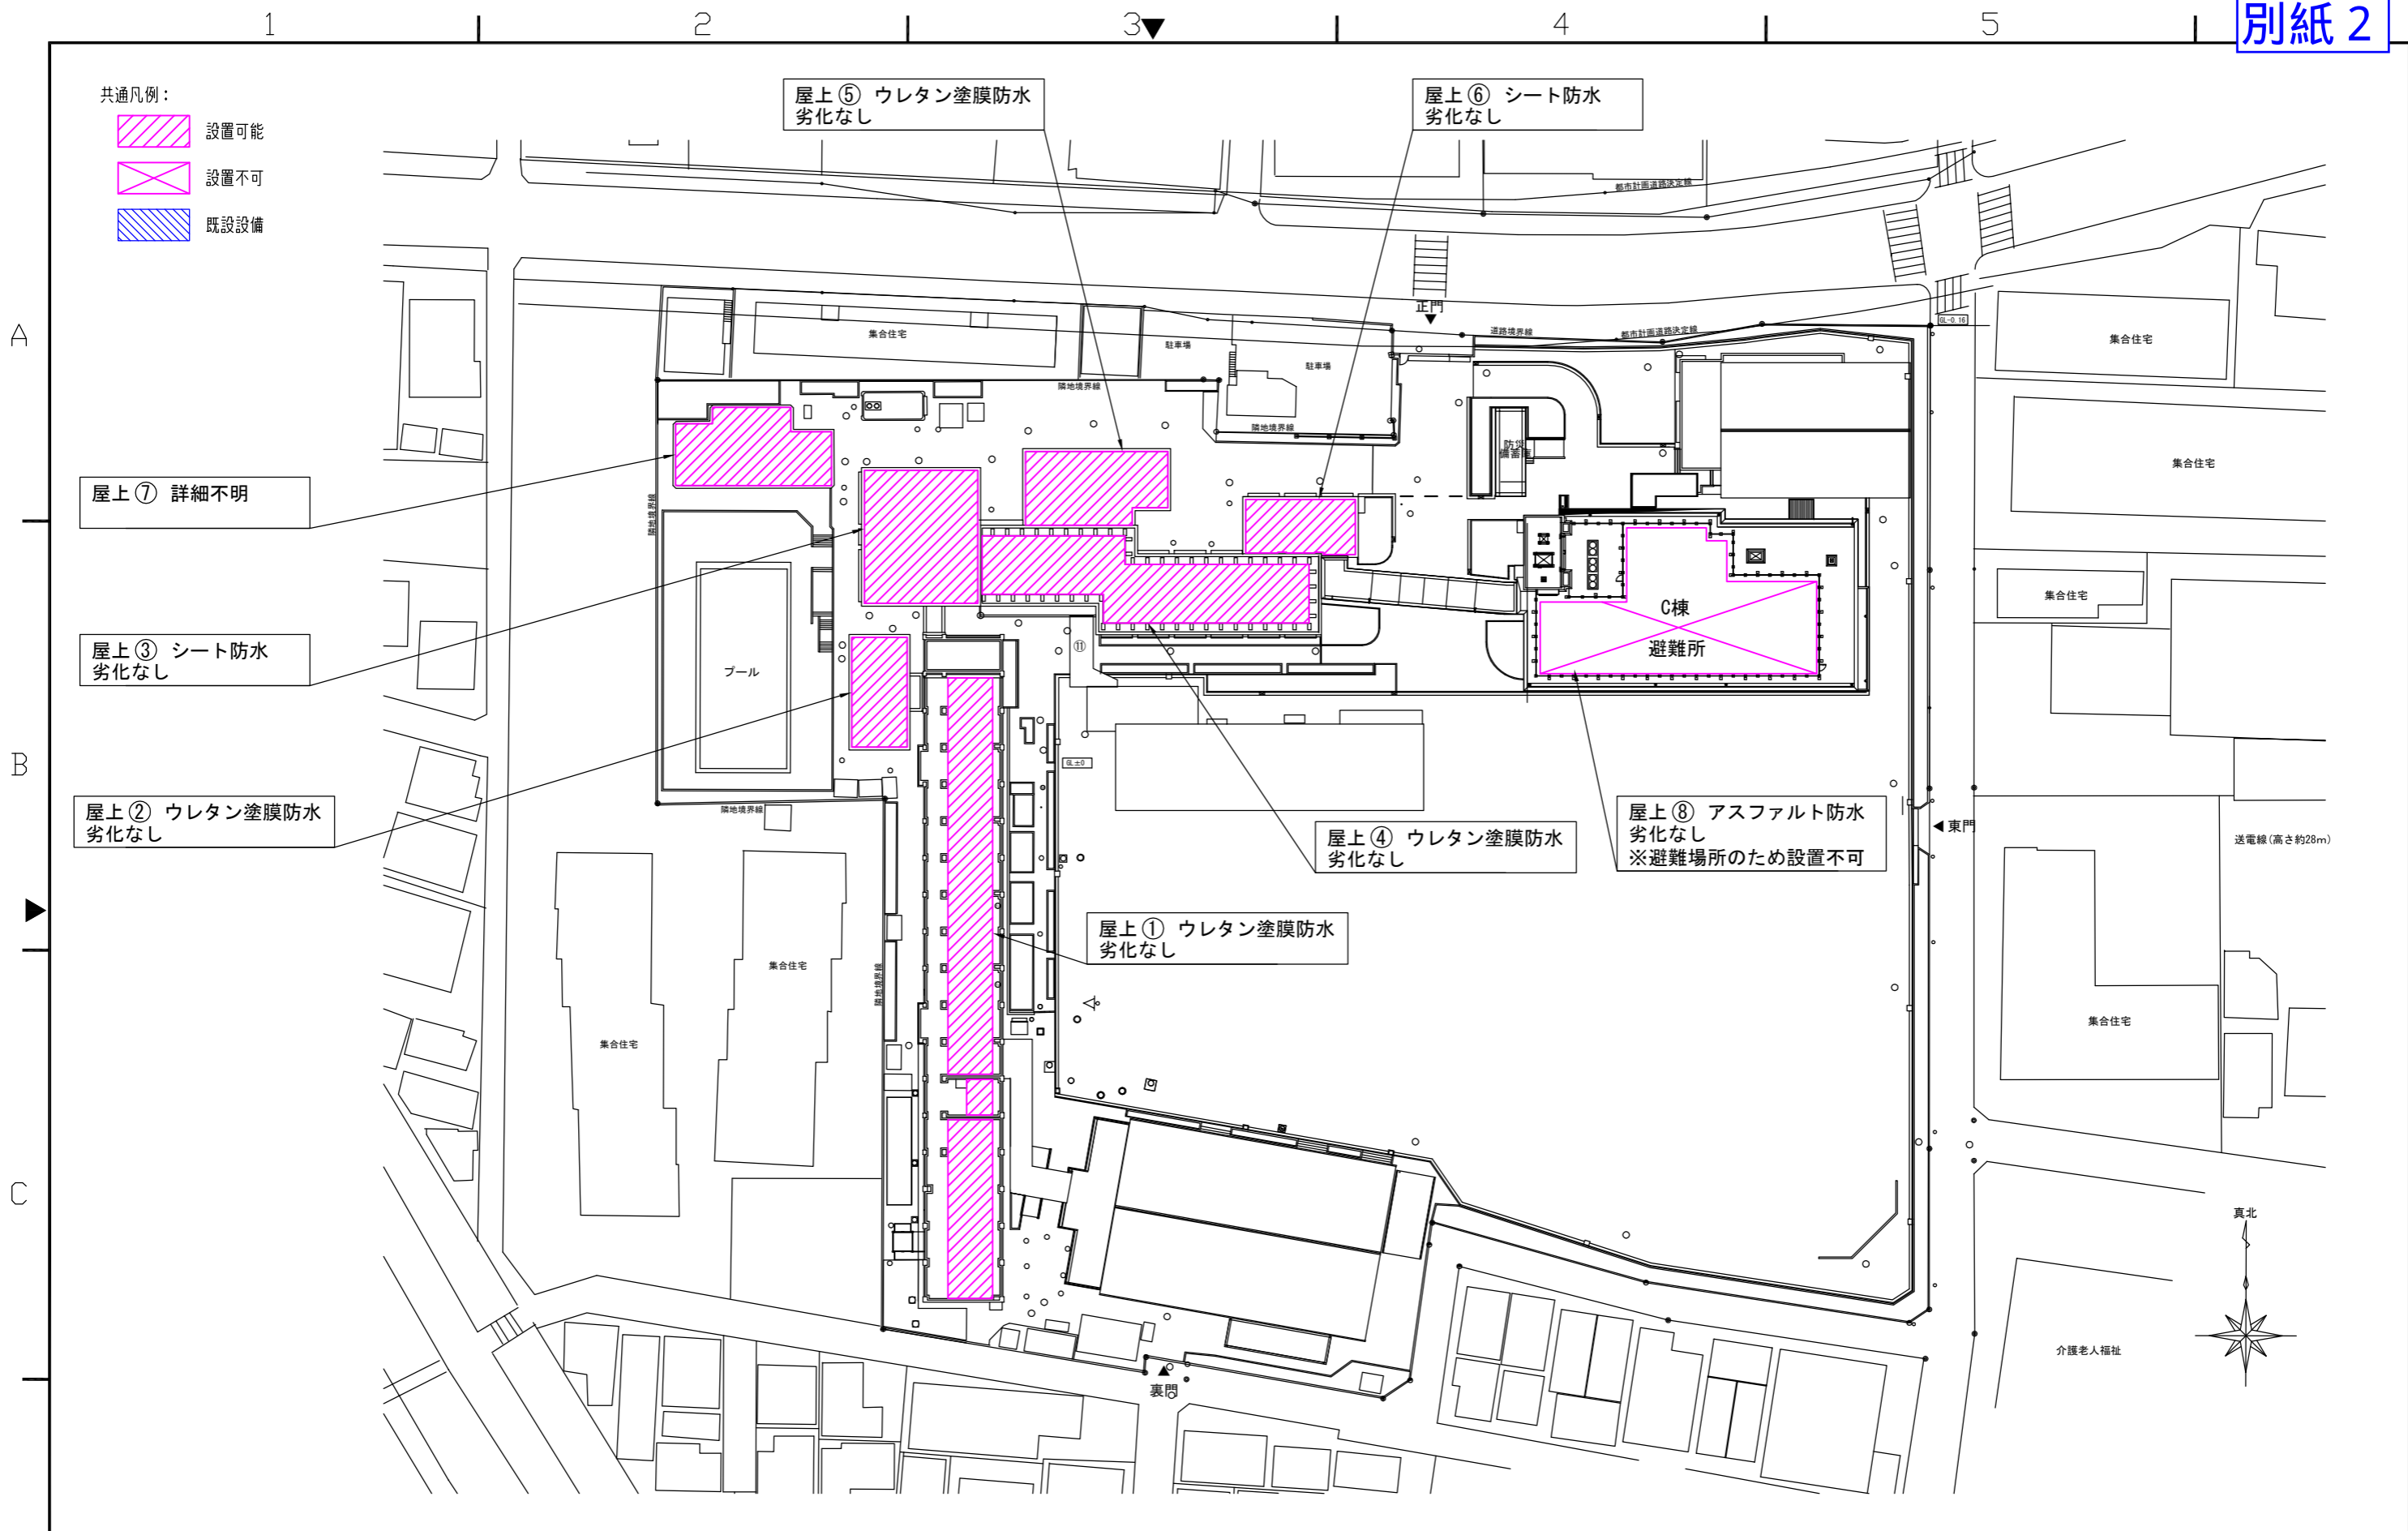 1
2
3
4
5
別紙 2
共通凡例：
設置可能
設置不可
既設設備
屋上⑤ ウレタン塗膜防水
劣化なし
屋上⑥ シート防水
劣化なし
都市計画道路決定線
正門
A
集合住宅
駐車場
駐車場
道路境界線
都市計画道路決定線
GL-0.16
集合住宅
隣地境界線
隣地境界線
防災
備蓄庫
集合住宅
屋上⑦ 詳細不明
隣地境界線
集合住宅
C棟
避難所
屋上③ シート防水
劣化なし
プール
⑪
B
GL±0
屋上② ウレタン塗膜防水
劣化なし
隣地境界線
屋上④ ウレタン塗膜防水
劣化なし
屋上⑧ アスファルト防水
劣化なし
※避難場所のため設置不可
東門
送電線(高さ約28m)
屋上① ウレタン塗膜防水
劣化なし
集合住宅
隣地境界線
集合住宅
集合住宅
C
真北
介護老人福祉
裏門